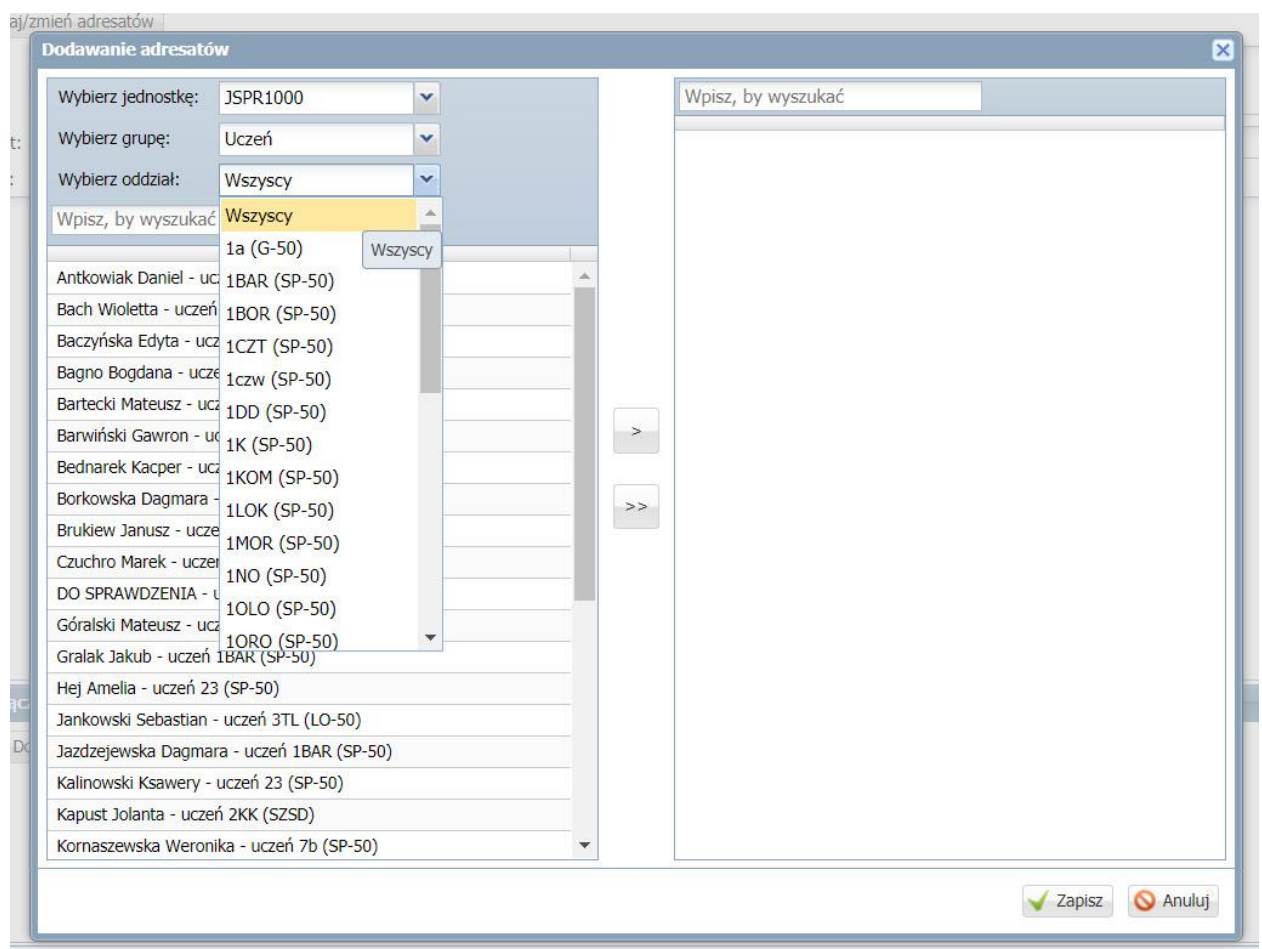 aj/zmień adresatów
Dodawanie adresatów
Wybierz jednostkę: JSPR1000
Wpisz, by wyszukać
Wybierz grupę: Uczeń
t:
Wybierz oddział: Wszyscy
:
Wpisz, by wyszukać
Wszyscy
1a (G-50)
Wszyscy
1BAR (SP-50)
1BOR (SP-50)
1CZT (SP-50)
1czw (SP-50)
1DD (SP-50)
1K (SP-50)
1KOM (SP-50)
1LOK (SP-50)
1MOR (SP-50)
1NO (SP-50)
1OLO (SP-50)
1ORO (SP-50)
Antkowiak Daniel - uc
Bach Wioletta - uczeń
Baczyńska Edyta - ucz
Bagno Bogdana - ucze
Bartecki Mateusz - ucz
Barwiński Gawron - uc
Bednarek Kacper - ucz
Borkowska Dagmara -
Brukiew Janusz - ucze
Czuchro Marek - uczeń
DO SPRAWDZENIA - u
Góralski Mateusz - ucz
Gralak Jakub - uczeń 1BAR (SP-50)
Hej Amelia - uczeń 23 (SP-50)
Jankowski Sebastian - uczeń 3TL (LO-50)
Jazdzejewska Dagmara - uczeń 1BAR (SP-50)
Kalinowski Ksawery - uczeń 23 (SP-50)
Kapust Jolanta - uczeń 2KK (SZSD)
Kornaszewska Weronika - uczeń 7b (SP-50)
>
>>
ącz
Do
Zapisz
Anuluj